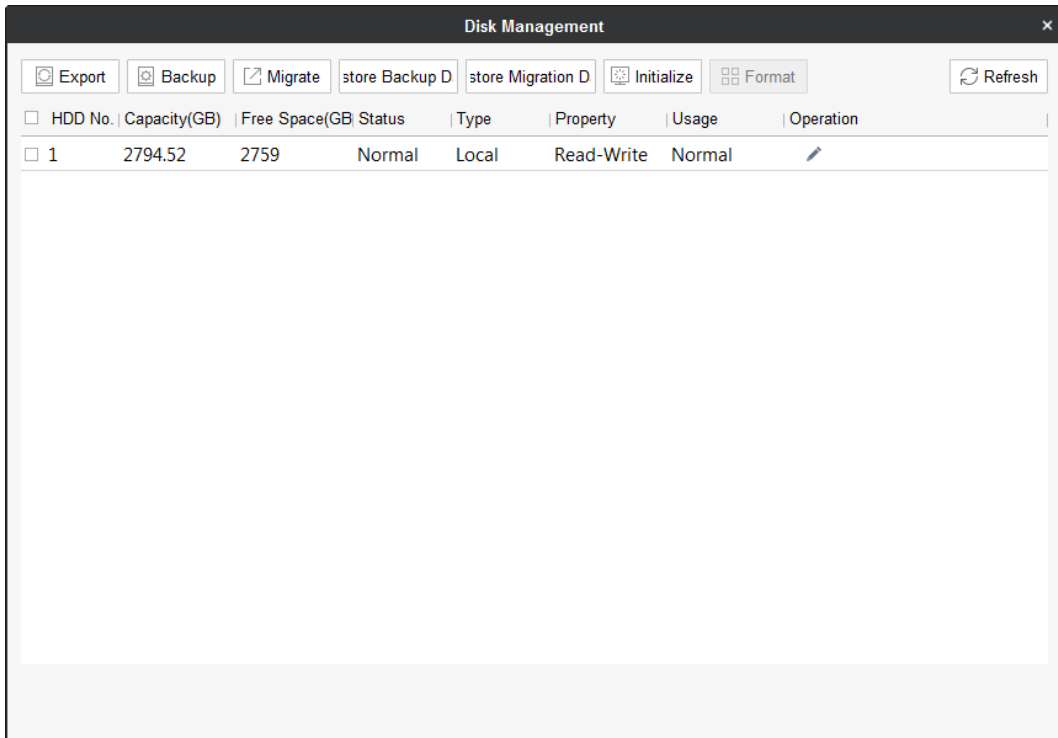 Disk Management
Export Backup Migrate store Backup D store Migration D Initialize Format Refresh
HDD No. Capacity(GB) Free Space(GB Status Type Property Usage Operation
1 2794.52 2759 Normal Local Read-Write Normal